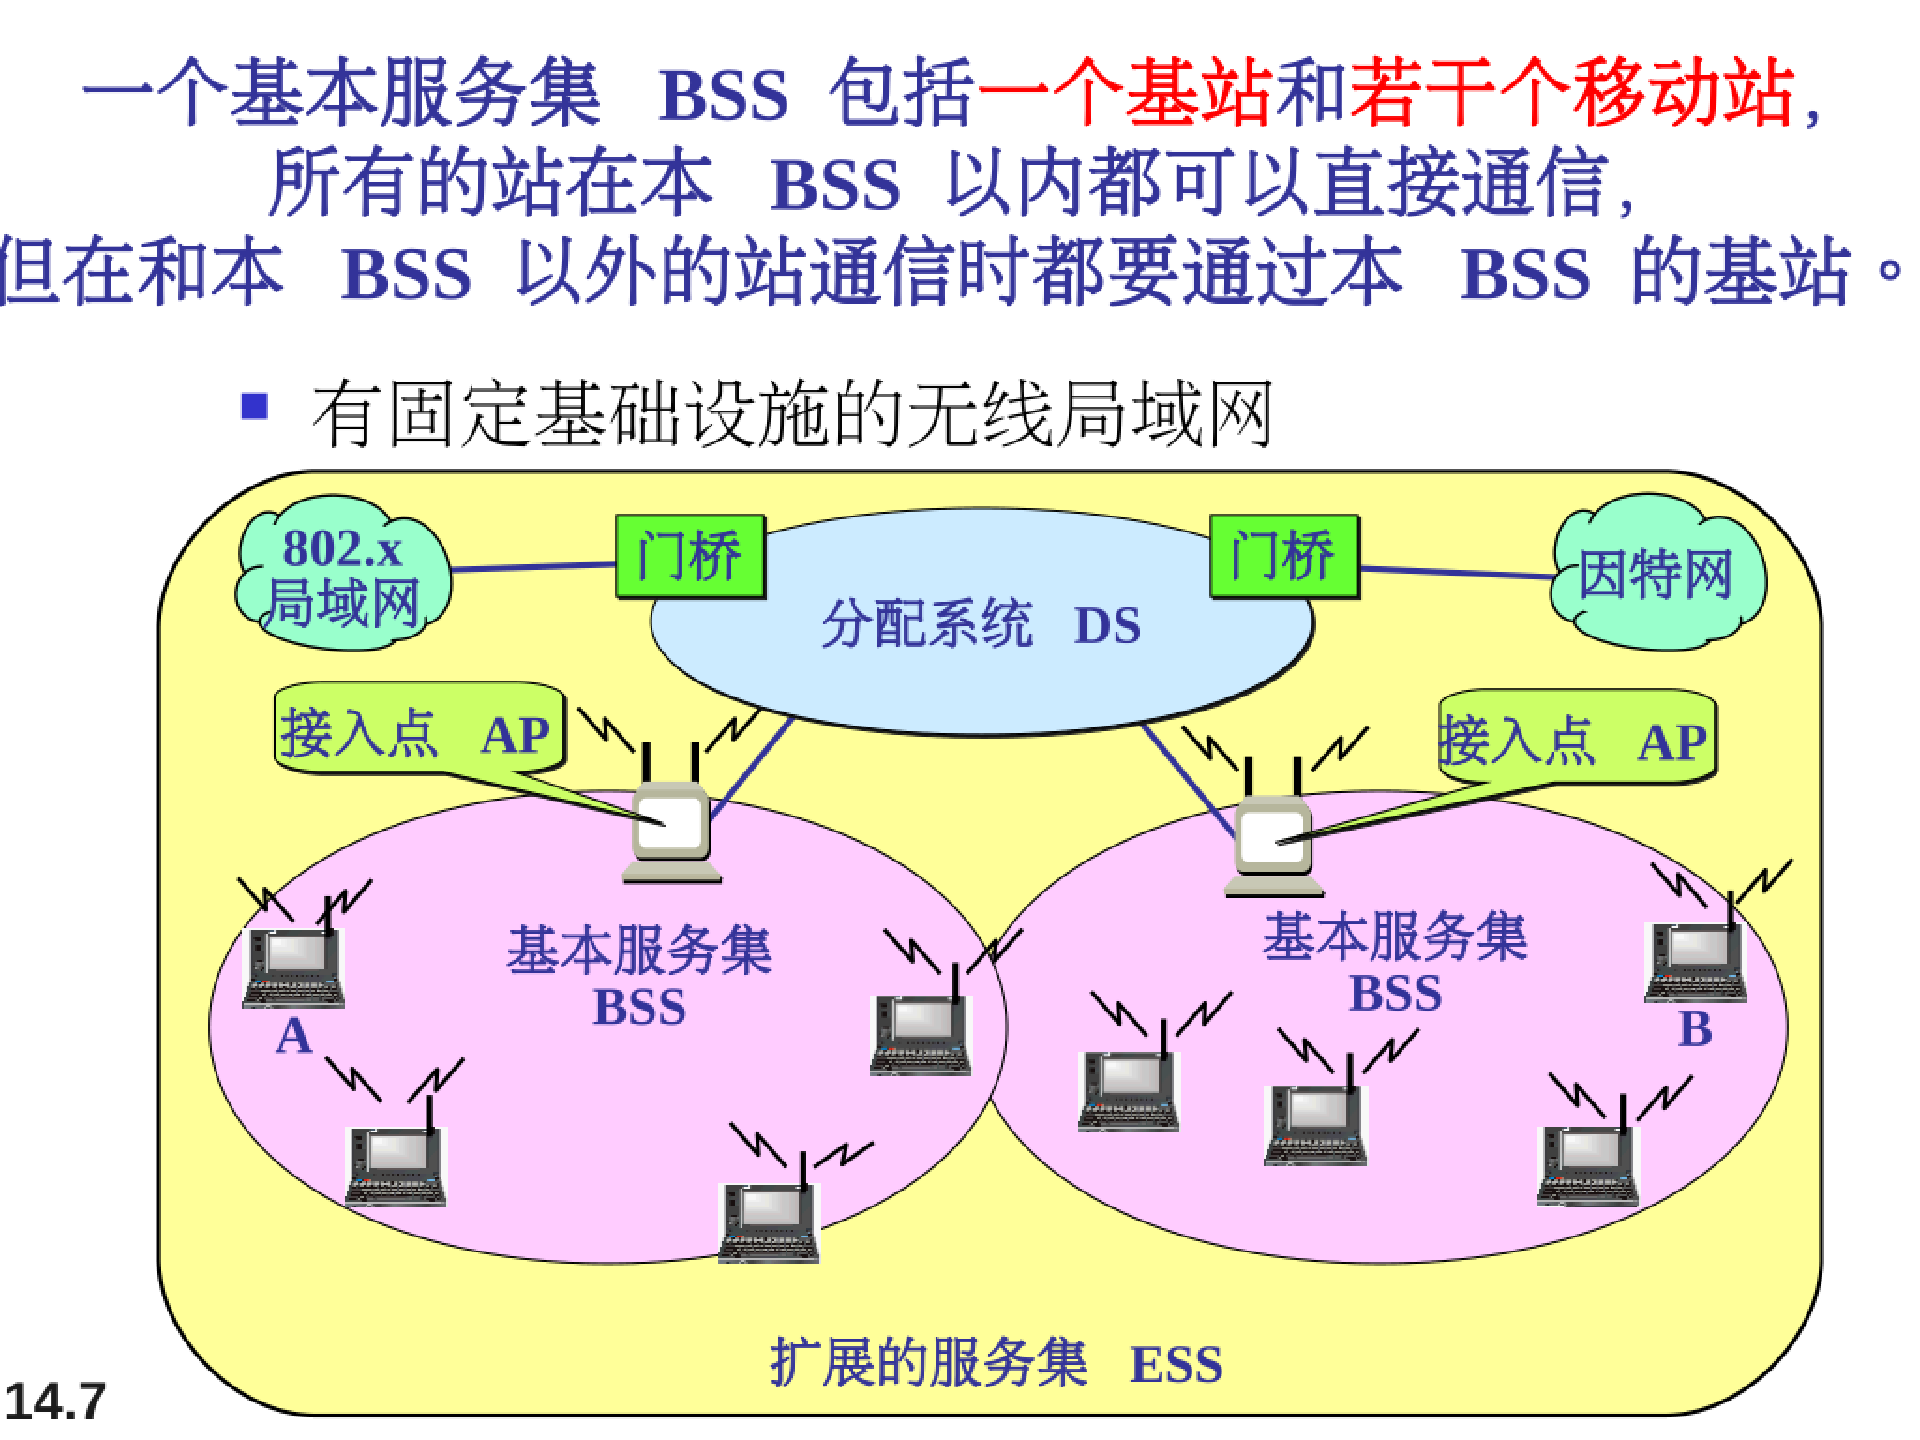 一个基本服务集 BSS 包括一个基站和若干个移动站,
所有的站在本 BSS 以内都可以直接通信,
但在和本 BSS 以外的站通信时都要通过本 BSS 的基站。
有固定基础设施的无线局域网
802.x
局域网
门桥
门桥
因特网
分配系统 DS
接入点 AP
接入点 AP
基本服务集
BSS
基本服务集
BSS
A
B
扩展的服务集 ESS
14.7